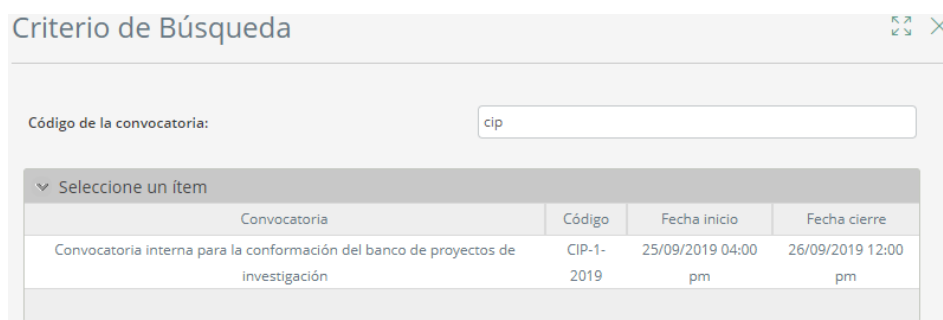 Criterio de Búsqueda
Código de la convocatoria: cip
Seleccione un ítem
Convocatoria Código Fecha inicio Fecha cierre
Convocatoria interna para la conformación del banco de proyectos de CIP-1- 25/09/2019 04:00 26/09/2019 12:00
investigación 2019 pm pm